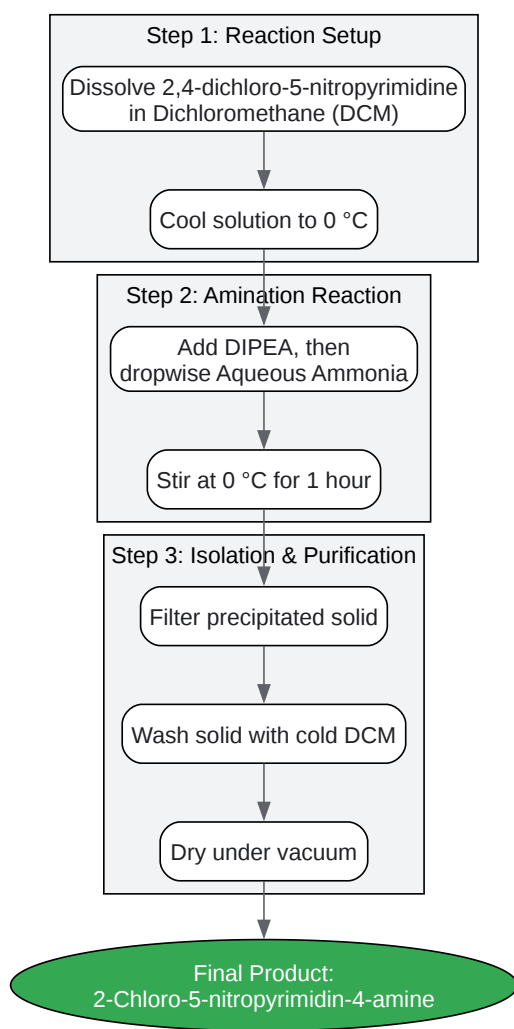 Step 1: Reaction Setup
Dissolve 2,4-dichloro-5-nitropyrimidine
in Dichloromethane (DCM)
Cool solution to 0 °C
Step 2: Amination Reaction
Add DIPEA, then
dropwise Aqueous Ammonia
Stir at 0 °C for 1 hour
Step 3: Isolation & Purification
Filter precipitated solid
Wash solid with cold DCM
Dry under vacuum
Final Product:
2-Chloro-5-nitropyrimidin-4-amine